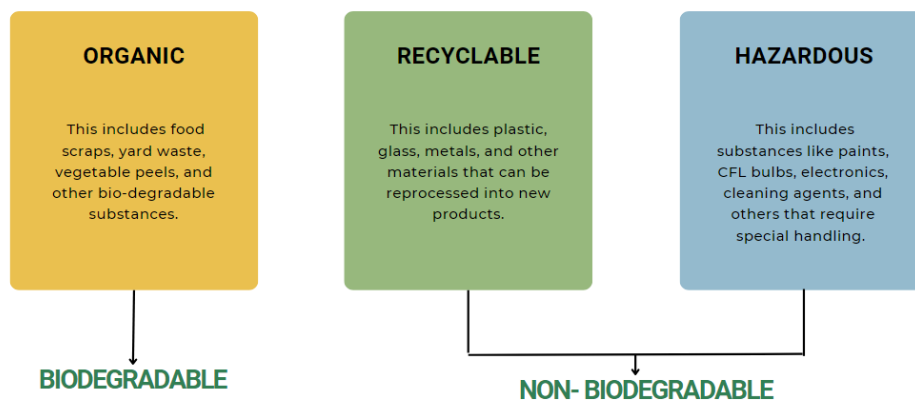 ORGANIC
This includes food
scraps, yard waste,
vegetable peels, and
other bio-degradable
substances.
RECYCLABLE
This includes plastic,
glass, metals, and other
materials that can be
reprocessed into new
products.
HAZARDOUS
This includes
substances like paints,
CFL bulbs, electronics,
cleaning agents, and
others that require
special handling.
BIODEGRADABLE
NON- BIODEGRADABLE